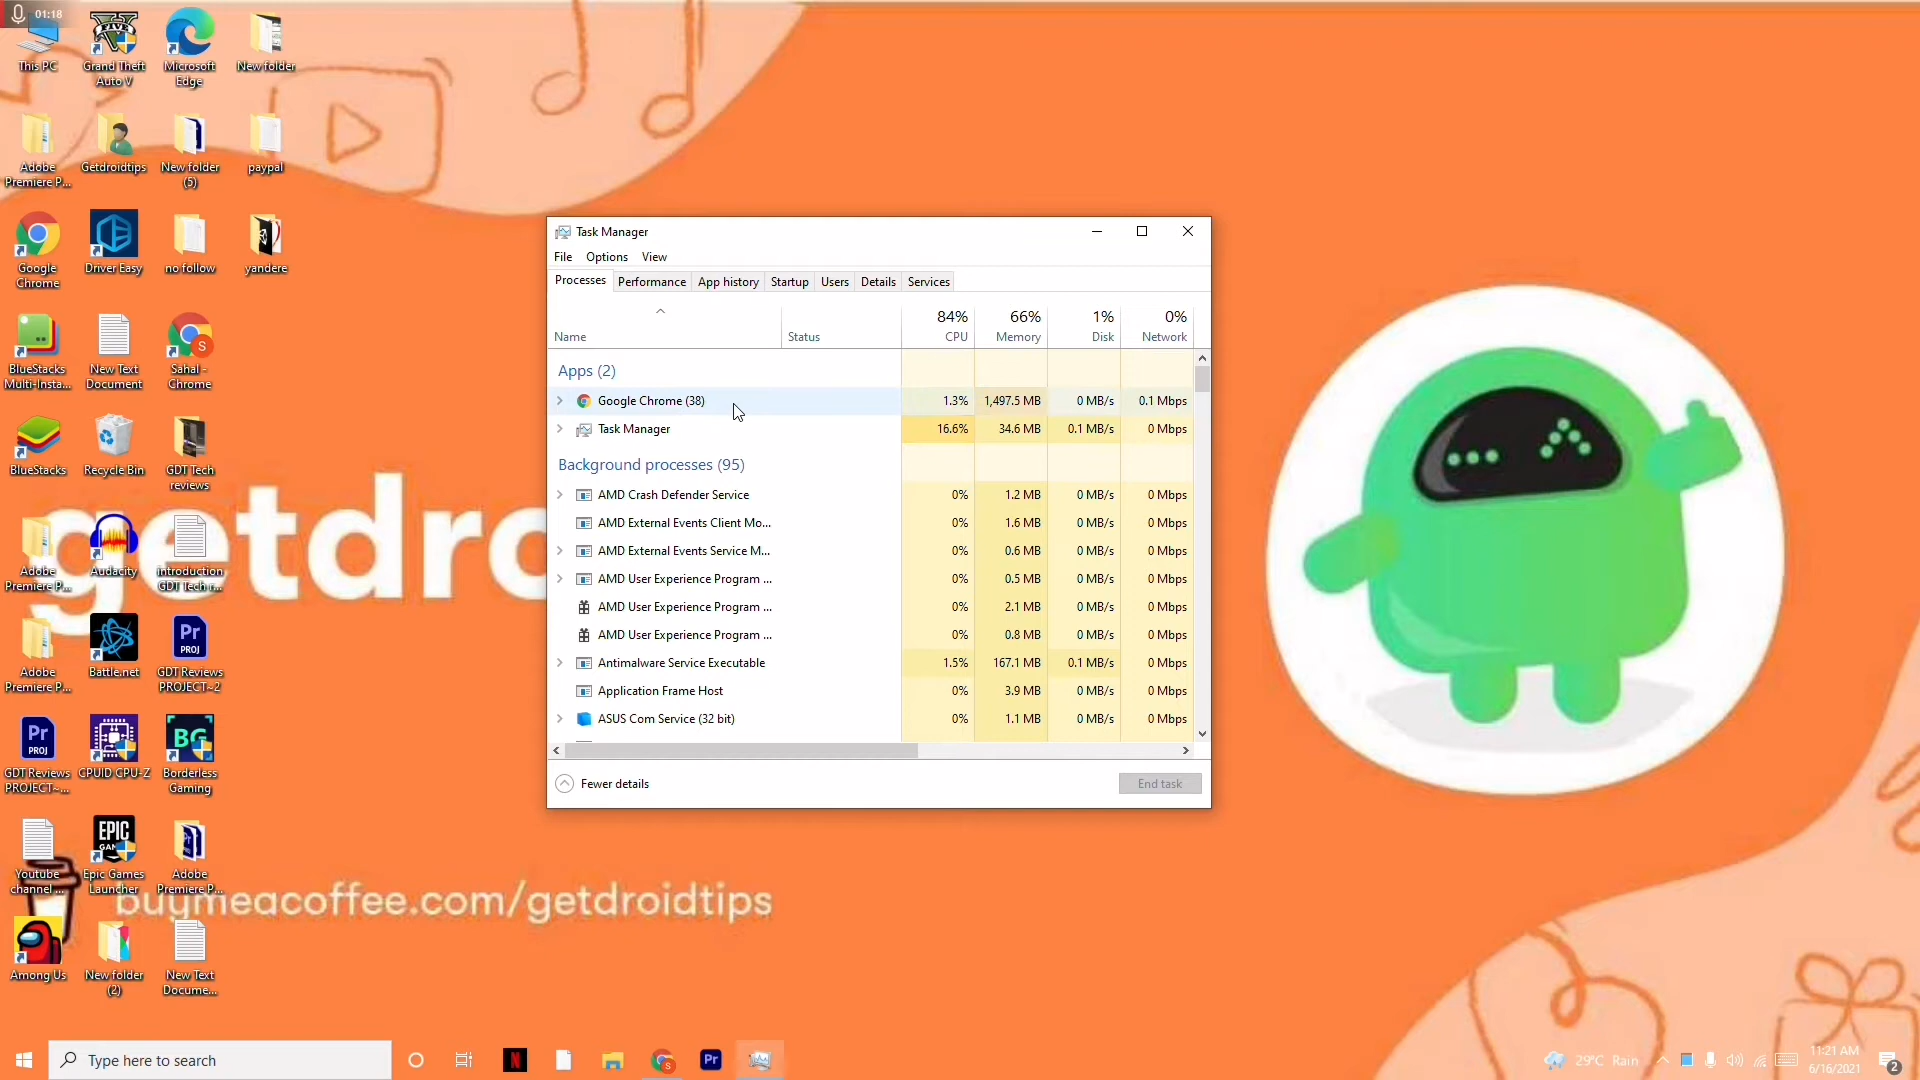 01:18
This PC
Grand Theft
Auto V
Microsoft
Edge
New folder
Adobe
Premiere P...
Getdroidtips
New folder
(5)
paypal
Google
Chrome
Driver Easy
no follow
yandere
BlueStacks
Multi-Insta...
New Text
Document
Sahal -
Chrome
S
BlueStacks
Recycle Bin
GDT Tech
reviews
getdro
Adobe
Premiere P...
Audacity
introduction
GDT Tech r...
Adobe
Premiere P...
Battle.net
Pr
PROJ
GDT Reviews
PROJECT~2
Pr
PROJ
GDT Reviews
PROJECT~...
CPUID CPU-Z
BG
Borderless
Gaming
Youtube
channel ...
EPIC
GAMES
Epic Games
Launcher
Adobe
Premiere P...
buymeacoffee.com/getdroidtips
Among Us
New folder
(2)
New Text
Docume...
Task Manager
File Options View
Processes Performance App history Startup Users Details Services
84% 66% 1% 0%
Name Status CPU Memory Disk Network
Apps (2)
Google Chrome (38) 1.3% 1,497.5 MB 0 MB/s 0.1 Mbps
Task Manager 16.6% 34.6 MB 0.1 MB/s 0 Mbps
Background processes (95)
AMD Crash Defender Service 0% 1.2 MB 0 MB/s 0 Mbps
AMD External Events Client Mo... 0% 1.6 MB 0 MB/s 0 Mbps
AMD External Events Service M... 0% 0.6 MB 0 MB/s 0 Mbps
AMD User Experience Program ... 0% 0.5 MB 0 MB/s 0 Mbps
AMD User Experience Program ... 0% 2.1 MB 0 MB/s 0 Mbps
AMD User Experience Program ... 0% 0.8 MB 0 MB/s 0 Mbps
Antimalware Service Executable 1.5% 167.1 MB 0.1 MB/s 0 Mbps
Application Frame Host 0% 3.9 MB 0 MB/s 0 Mbps
ASUS Com Service (32 bit) 0% 1.1 MB 0 MB/s 0 Mbps
Fewer details
End task
Type here to search
N
Pr
29°C Rain
11:21 AM
6/16/2021
2